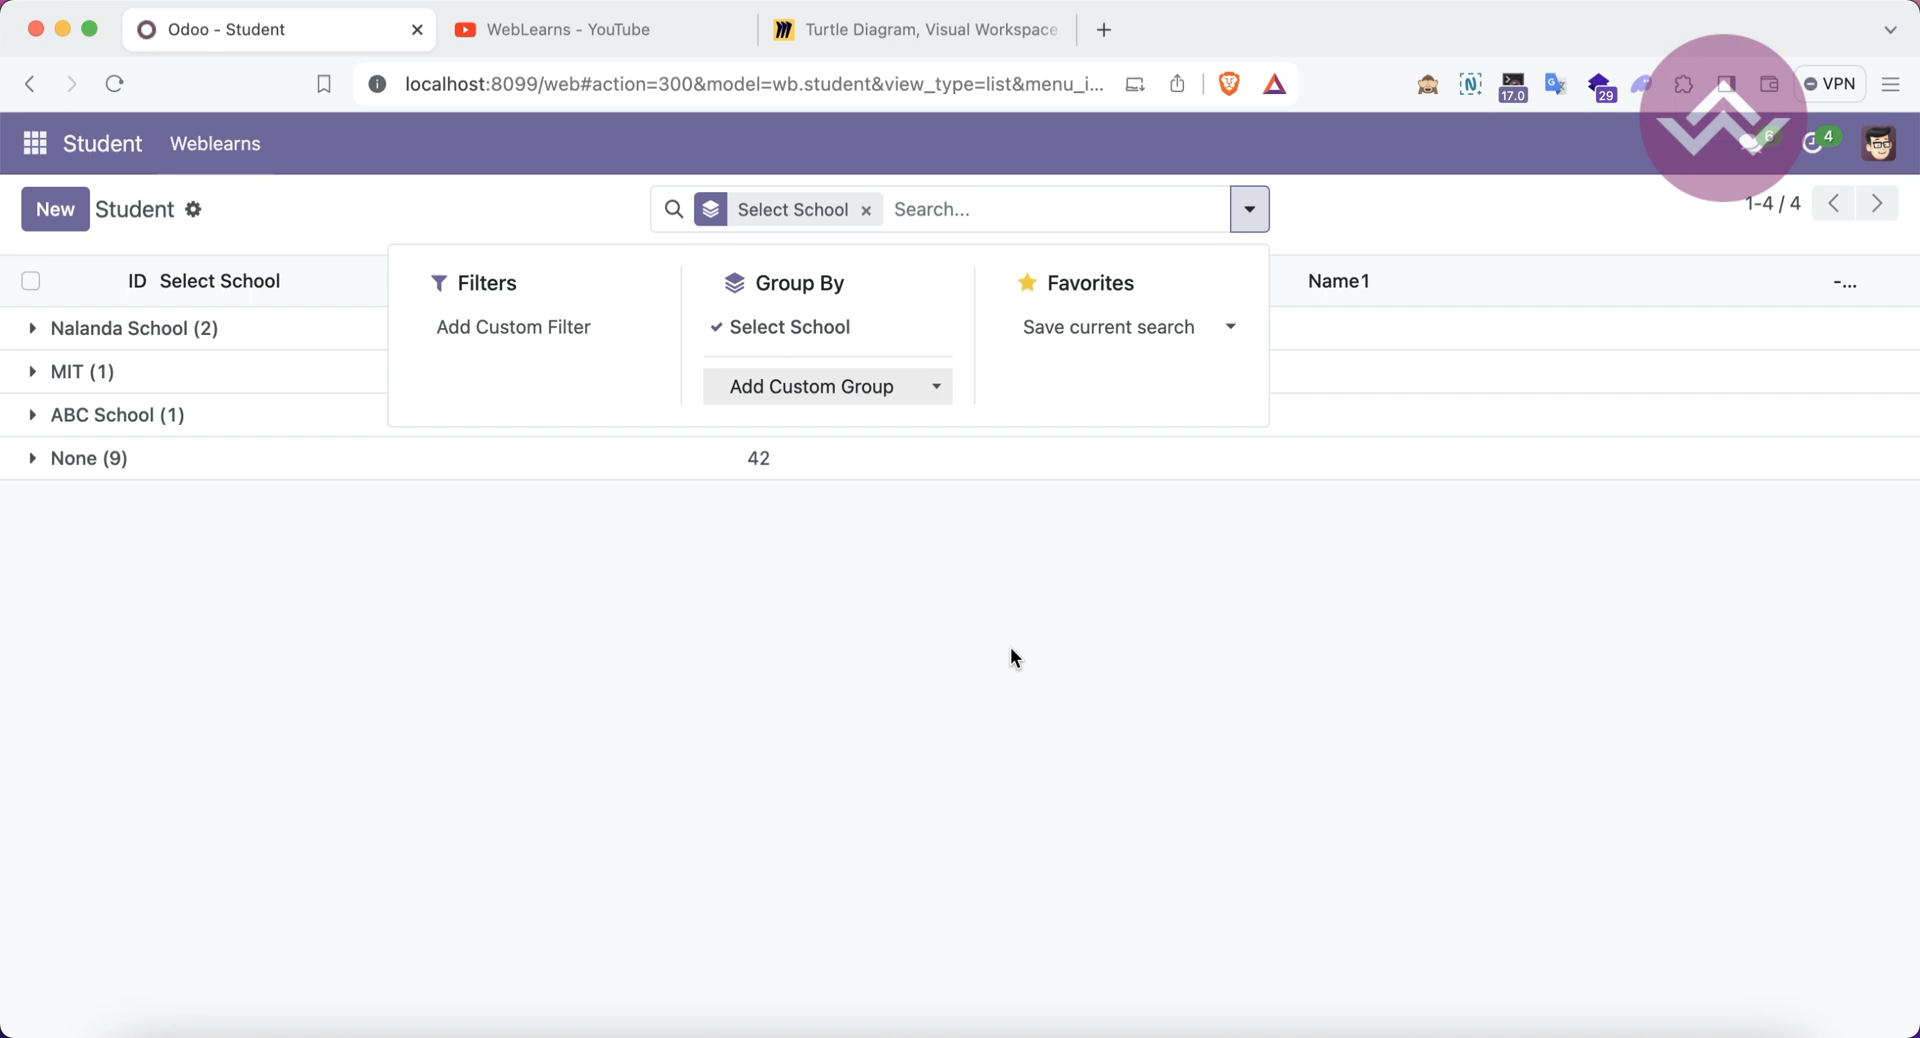 Odoo - Student
WebLearns - YouTube
Turtle Diagram, Visual Workspace
localhost:8099/web#action=300&model=wb.student&view_type=list&menu_i...
17.0
29
VPN
Student
Weblearns
6
4
New
Student
Select School
Search...
1-4 / 4
ID
Select School
Name1
-...
Filters
Add Custom Filter
Group By
Select School
Add Custom Group
Favorites
Save current search
Nalanda School (2)
MIT (1)
ABC School (1)
None (9)
42